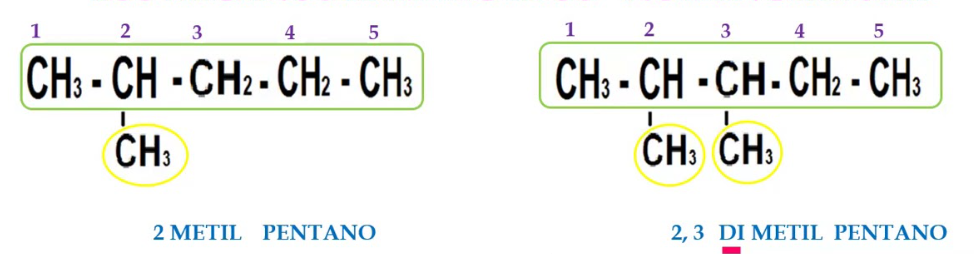 1 2 3 4 5
CH₃ - CH - CH₂ - CH₂ - CH₃
CH₃
2 METIL PENTANO
1 2 3 4 5
CH₃ - CH - CH - CH₂ - CH₃
CH₃ CH₃
2, 3 DI METIL PENTANO